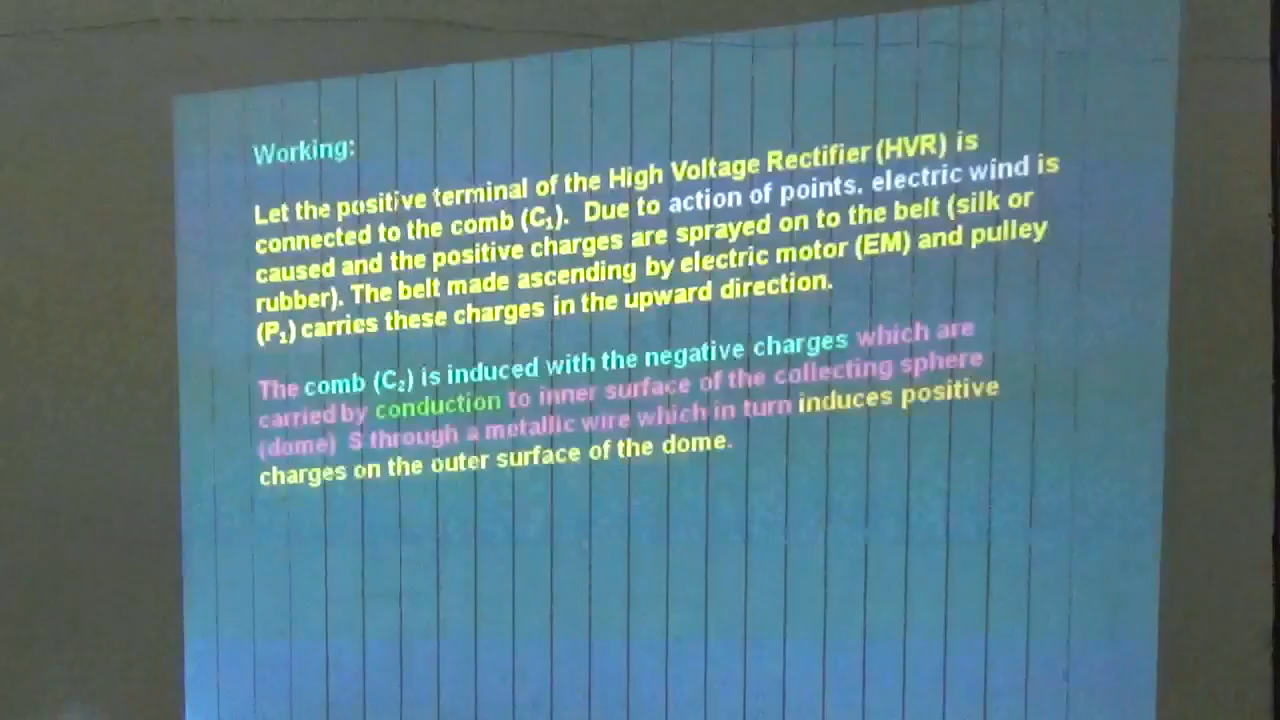 Working:
Let the positive terminal of the High Voltage Rectifier (HVR) is
connected to the comb (C₁). Due to action of points, electric wind is
caused and the positive charges are sprayed on to the belt (silk or
rubber). The belt made ascending by electric motor (EM) and pulley
(P₁) carries these charges in the upward direction.
The comb (C₂) is induced with the negative charges which are
carried by conduction to inner surface of the collecting sphere
(dome) S through a metallic wire which in turn induces positive
charges on the outer surface of the dome.